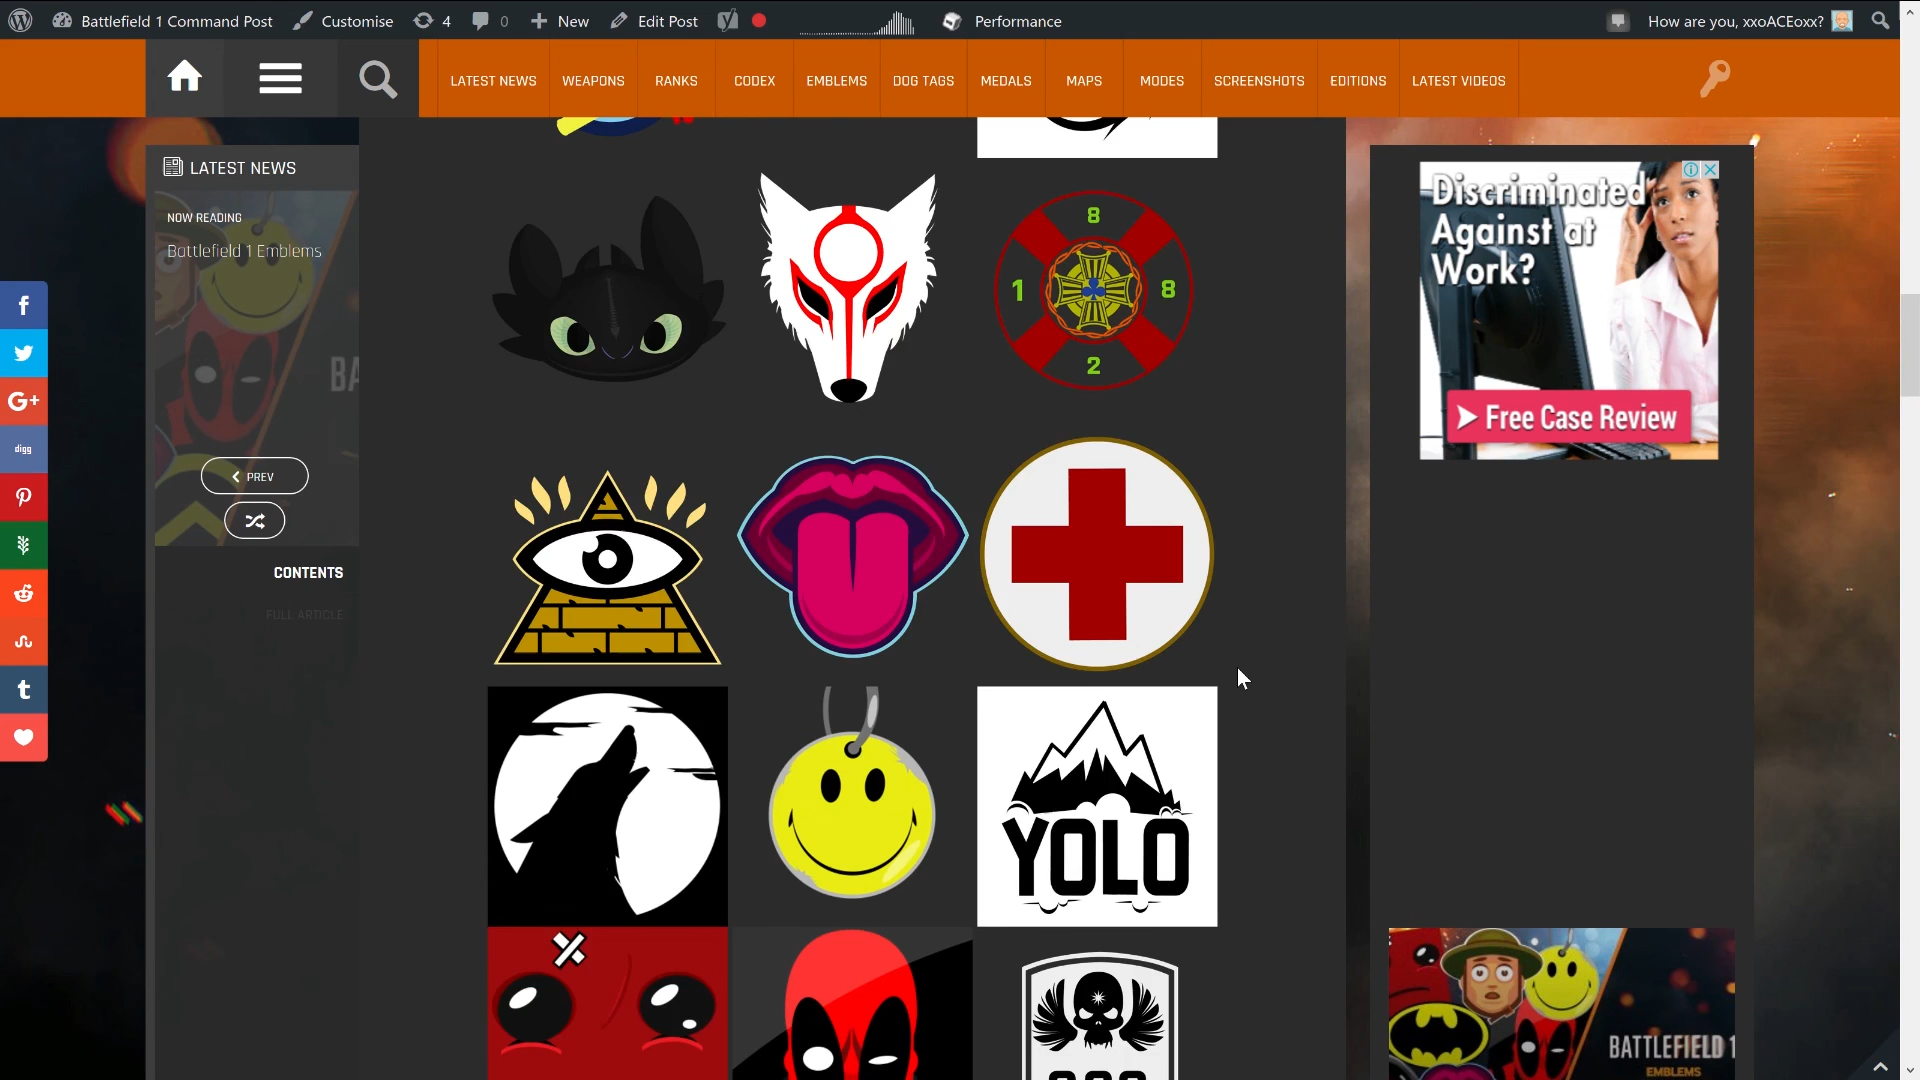 Battlefield 1 Command Post
Customise
4
0
New
Edit Post
Performance
How are you, xxoACEoxx?
LATEST NEWS
WEAPONS
RANKS
CODEX
EMBLEMS
DOG TAGS
MEDALS
MAPS
MODES
SCREENSHOTS
EDITIONS
LATEST VIDEOS
LATEST NEWS
NOW READING
Battlefield 1 Emblems
BA
PREV
CONTENTS
FULL ARTICLE
f
G+
digg
t
8
1
8
2
YOLO
Discriminated
Against at
Work?
Free Case Review
BATTLEFIELD 1
EMBLEMS